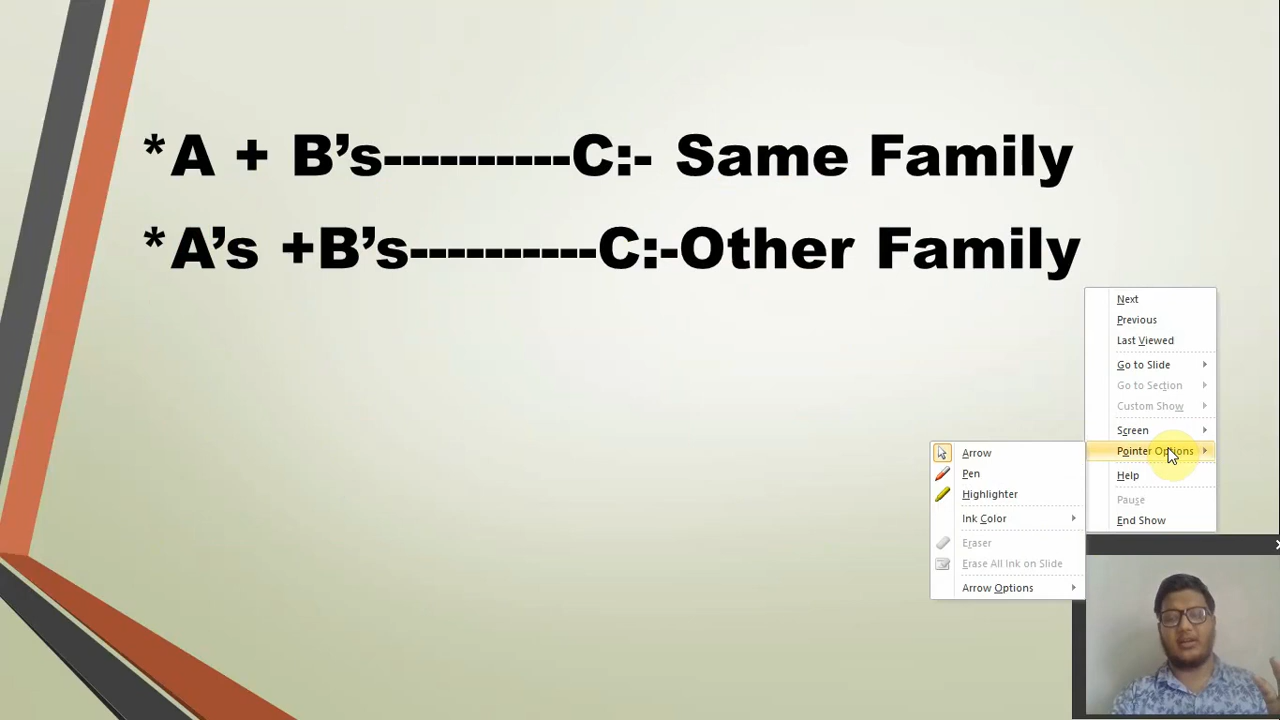 *A + B’s----------C:- Same Family
*A’s +B’s----------C:-Other Family
Next
Previous
Last Viewed
Go to Slide
Go to Section
Custom Show
Screen
Pointer Options
Help
Pause
End Show
Arrow
Pen
Highlighter
Ink Color
Eraser
Erase All Ink on Slide
Arrow Options